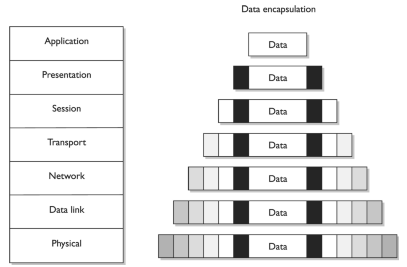 Data encapsulation
Application
Data
Presentation
Data
Session
Data
Transport
Data
Network
Data
Data link
Data
Physical
Data